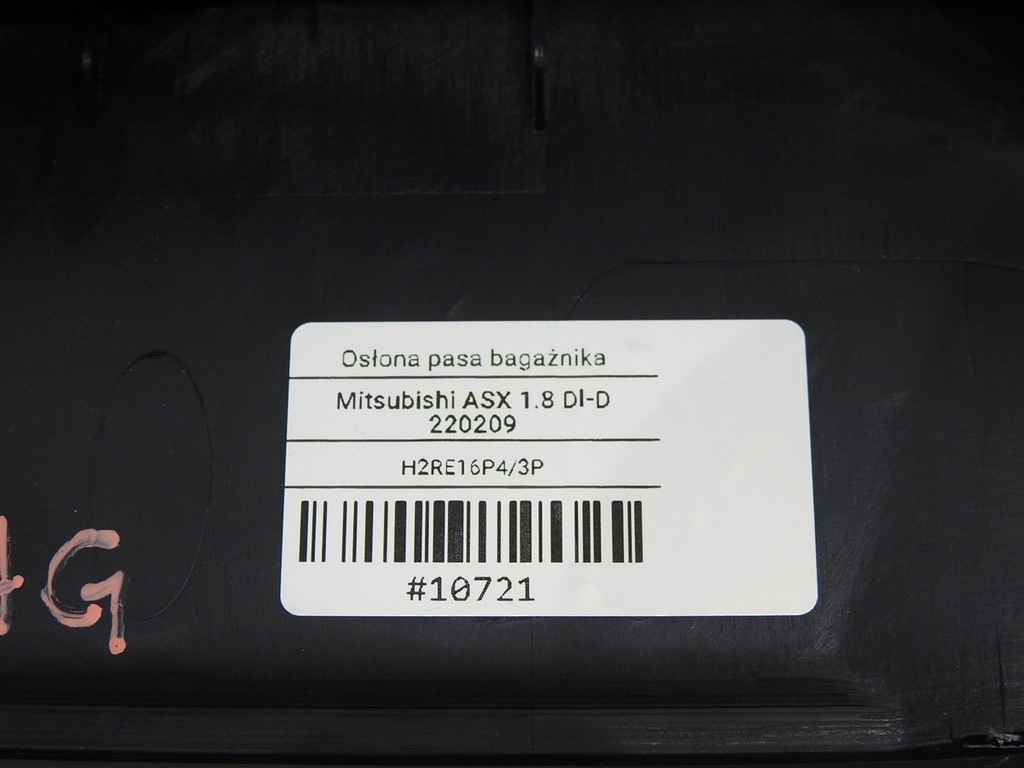 Osłona pasa bagażnika
Mitsubishi ASX 1.8 DI-D
220209
H2RE16P4/3P
#10721
G